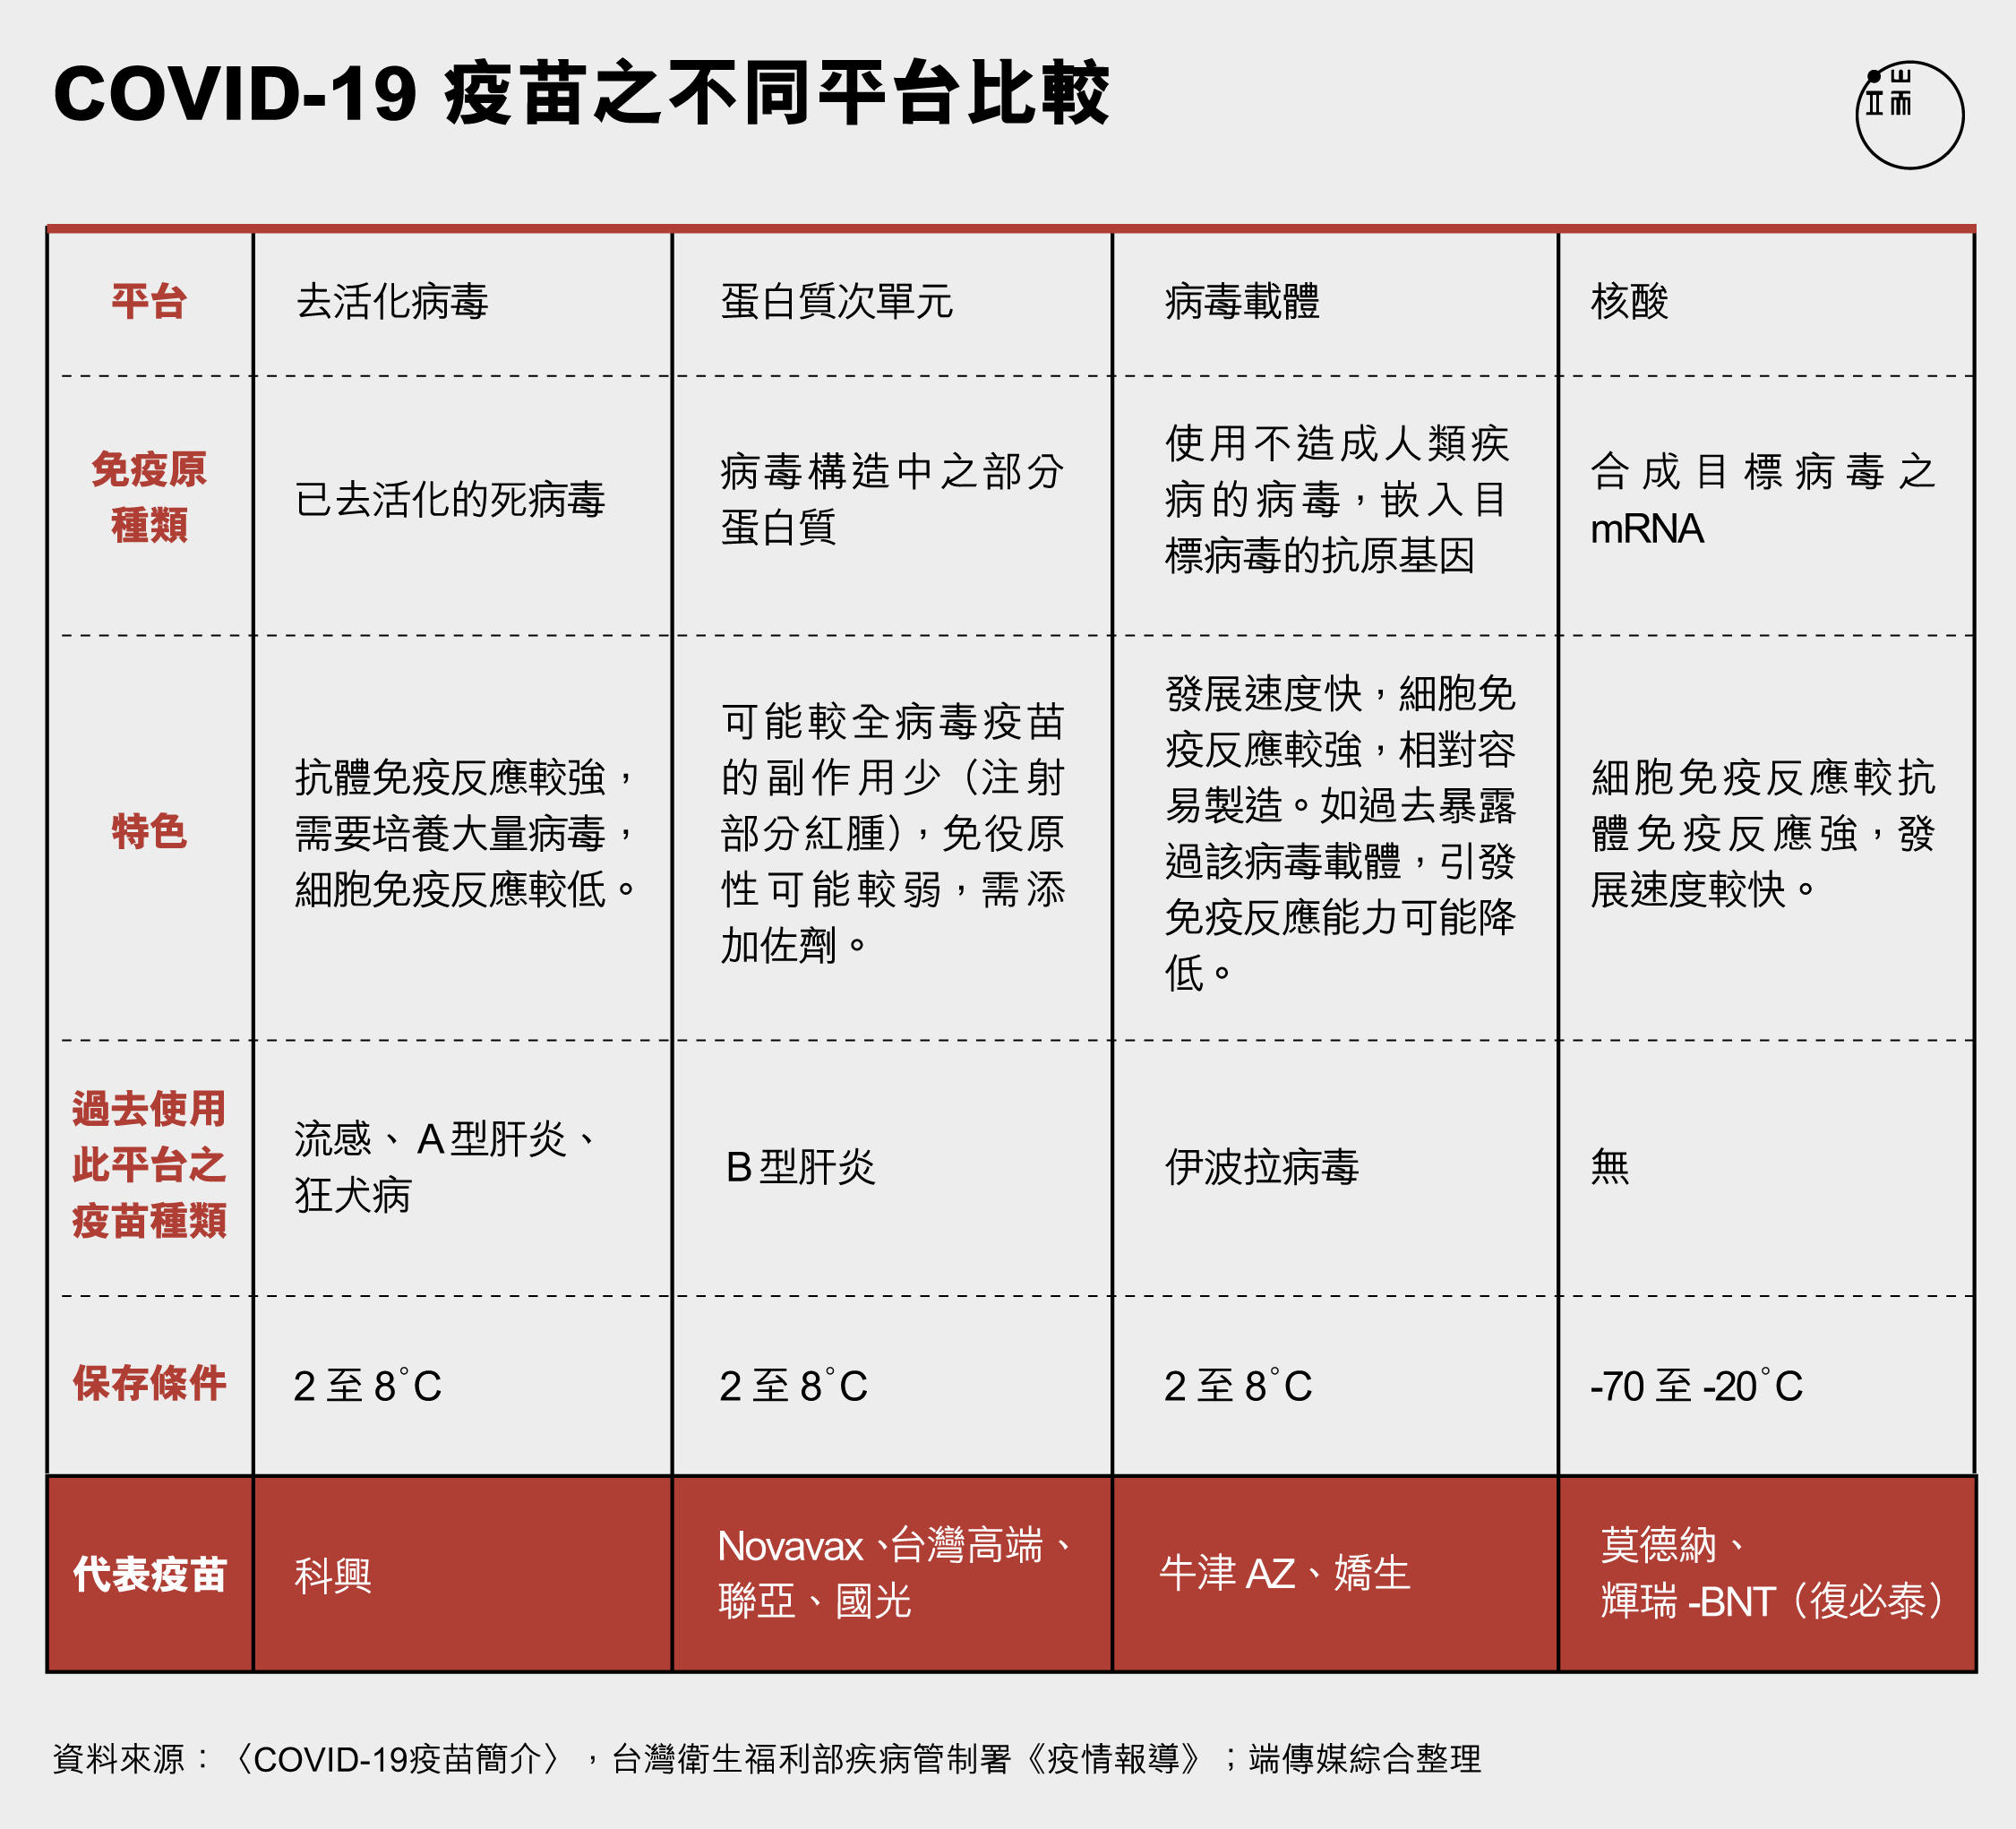 COVID-19 疫苗之不同平台比較
端
平台
去活化病毒
蛋白質次單元
病毒載體
核酸
免疫原
種類
已去活化的死病毒
病毒構造中之部分
蛋白質
使用不造成人類疾
病的病毒，嵌入目
標病毒的抗原基因
合成目標病毒之
mRNA
特色
抗體免疫反應較強，
需要培養大量病毒，
細胞免疫反應較低。
可能較全病毒疫苗
的副作用少（注射
部分紅腫），免役原
性可能較弱，需添
加佐劑。
發展速度快，細胞免
疫反應較強，相對容
易製造。如過去暴露
過該病毒載體，引發
免疫反應能力可能降
低。
細胞免疫反應較抗
體免疫反應強，發
展速度較快。
過去使用
此平台之
疫苗種類
流感、A 型肝炎、
狂犬病
B 型肝炎
伊波拉病毒
無
保存條件
2 至 8°C
2 至 8°C
2 至 8°C
-70 至 -20°C
代表疫苗
科興
Novavax、台灣高端、
聯亞、國光
牛津 AZ、嬌生
莫德納、
輝瑞 -BNT（復必泰）
資料來源：〈COVID-19疫苗簡介〉，台灣衛生福利部疾病管制署《疫情報導》；端傳媒綜合整理